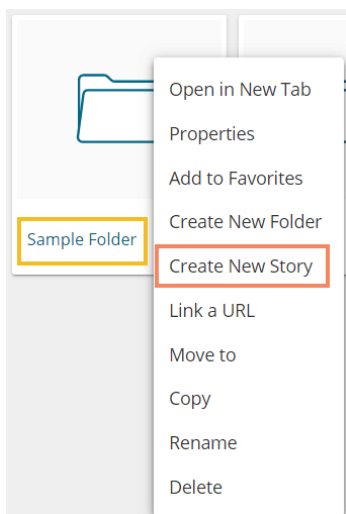 Sample Folder
Open in New Tab
Properties
Add to Favorites
Create New Folder
Create New Story
Link a URL
Move to
Copy
Rename
Delete